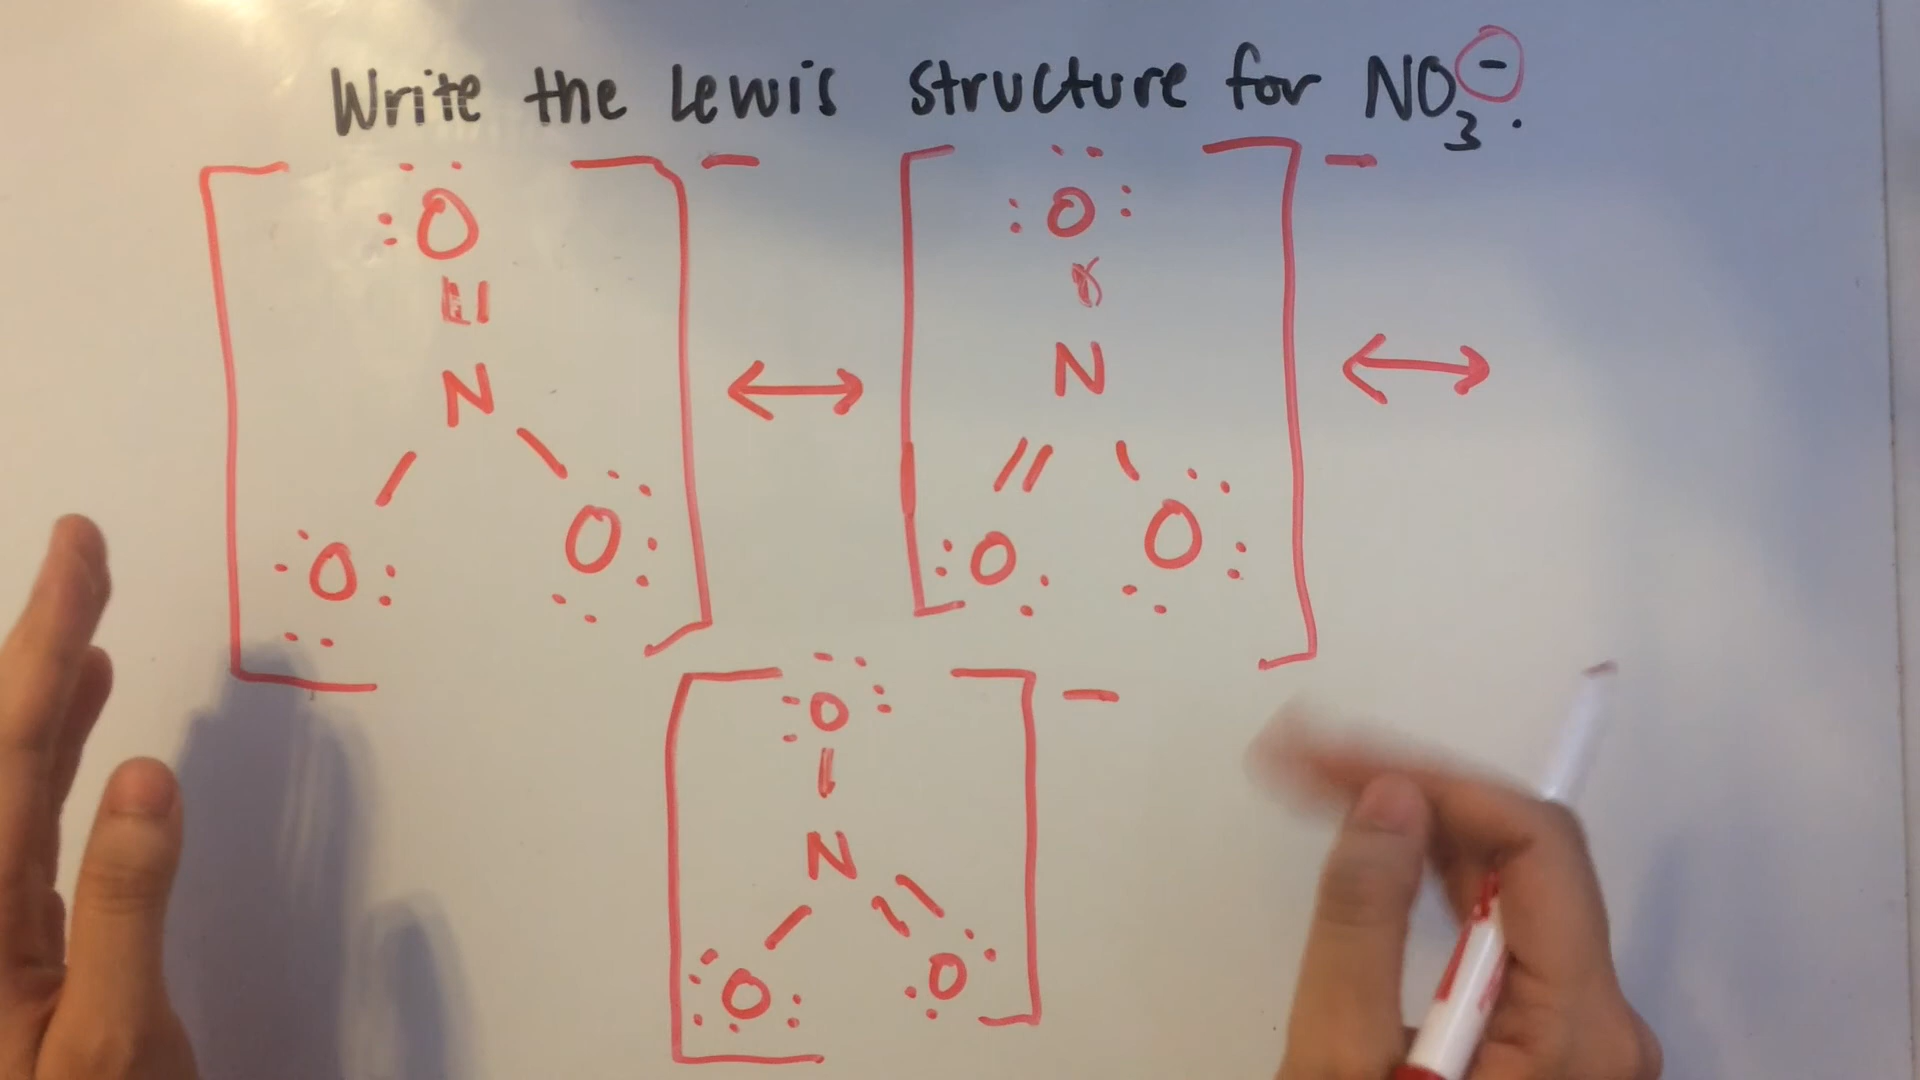 Write the Lewis structure for NO₃⁻.
O O
N N
O O O O
O
N
O O